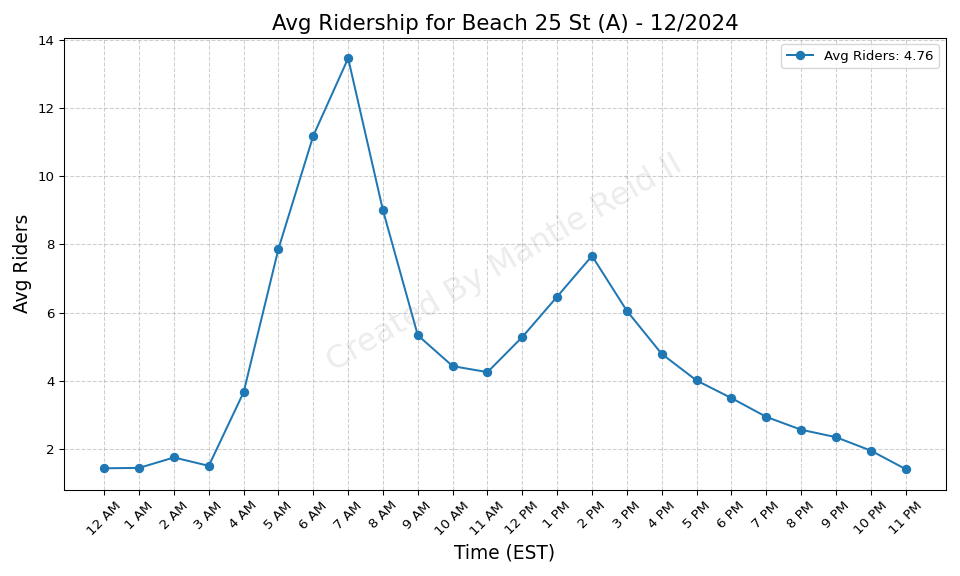 Avg Ridership for Beach 25 St (A) - 12/2024
Avg Riders: 4.76
14
12
10
8
6
4
2
Avg Riders
Created By Mantle Reid II
12 AM
1 AM
2 AM
3 AM
4 AM
5 AM
6 AM
7 AM
8 AM
9 AM
10 AM
11 AM
12 PM
1 PM
2 PM
3 PM
4 PM
5 PM
6 PM
7 PM
8 PM
9 PM
10 PM
11 PM
Time (EST)